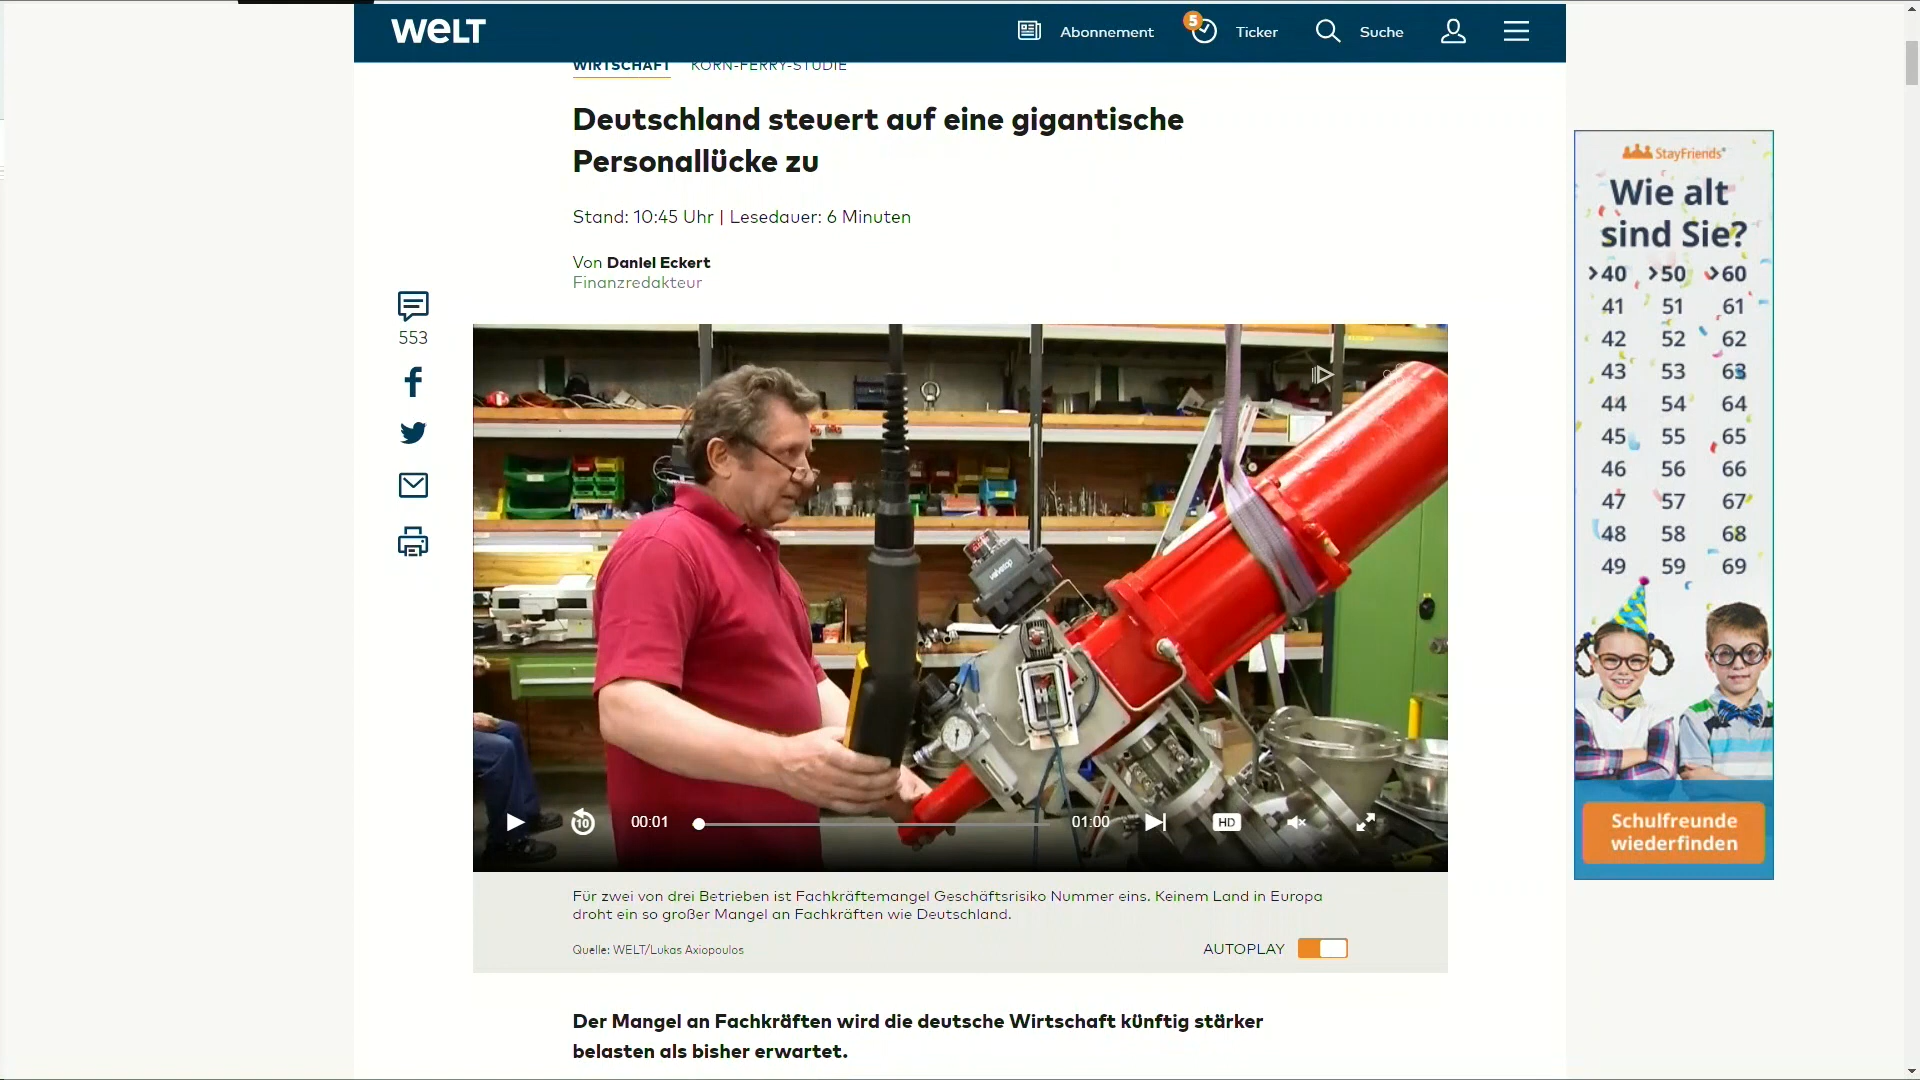 WELT
Abonnement
5
Ticker
Suche
WIRTSCHAFT KORN-FERRY-STUDIE
Deutschland steuert auf eine gigantische
Personallücke zu
Stand: 10:45 Uhr | Lesedauer: 6 Minuten
Von Daniel Eckert
Finanzredakteur
553
valvetop
10
00:01
01:00
HD
Für zwei von drei Betrieben ist Fachkräftemangel Geschäftsrisiko Nummer eins. Keinem Land in Europa
droht ein so großer Mangel an Fachkräften wie Deutschland.
Quelle: WELT/Lukas Axiopoulos
AUTOPLAY
Der Mangel an Fachkräften wird die deutsche Wirtschaft künftig stärker
belasten als bisher erwartet.
StayFriends®
Wie alt
sind Sie?
>40 >50 >60
41 51 61
42 52 62
43 53 63
44 54 64
45 55 65
46 56 66
47 57 67
48 58 68
49 59 69
Schulfreunde
wiederfinden